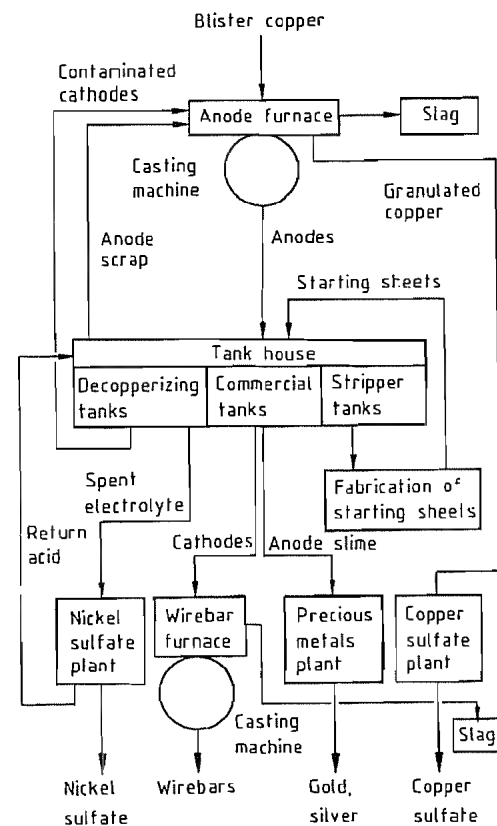 Blister copper
Contaminated
cathodes
Anode furnace
Slag
Casting
machine
Granulated
copper
Anode
scrap
Anodes
Starting sheets
Tank house
Decopperizing
tanks
Commercial
tanks
Stripper
tanks
Spent
electrolyte
Fabrication of
starting sheels
Return
acid
Cathodes
Anode slime
Nickel
sulfate
plant
Wirebar
furnace
Precious
metals
plant
Copper
sulfate
plant
Casting
machine
Slag
Nickel
sulfate
Wirebars
Gold,
silver
Copper
sulfate